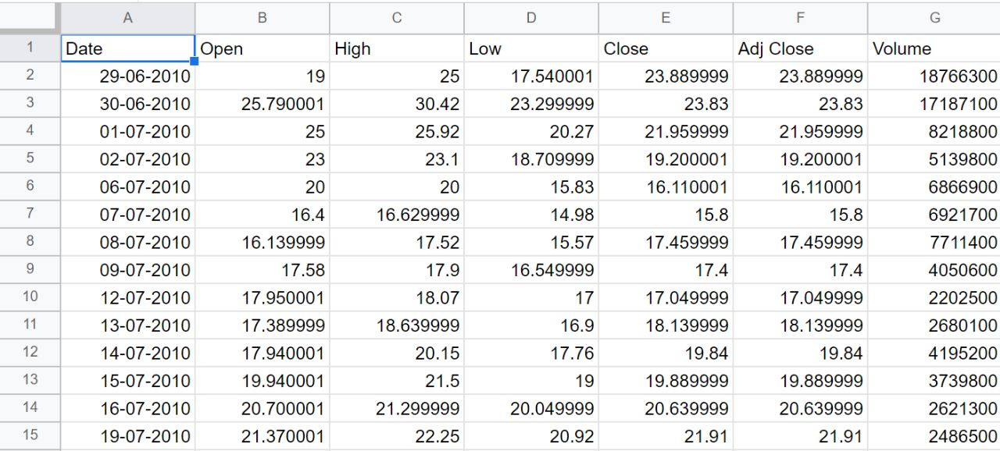 A B C D E F G
1 Date Open High Low Close Adj Close Volume
2 29-06-2010 19 25 17.540001 23.889999 23.889999 18766300
3 30-06-2010 25.790001 30.42 23.299999 23.83 23.83 17187100
4 01-07-2010 25 25.92 20.27 21.959999 21.959999 8218800
5 02-07-2010 23 23.1 18.709999 19.200001 19.200001 5139800
6 06-07-2010 20 20 15.83 16.110001 16.110001 6866900
7 07-07-2010 16.4 16.629999 14.98 15.8 15.8 6921700
8 08-07-2010 16.139999 17.52 15.57 17.459999 17.459999 7711400
9 09-07-2010 17.58 17.9 16.549999 17.4 17.4 4050600
10 12-07-2010 17.950001 18.07 17 17.049999 17.049999 2202500
11 13-07-2010 17.389999 18.639999 16.9 18.139999 18.139999 2680100
12 14-07-2010 17.940001 20.15 17.76 19.84 19.84 4195200
13 15-07-2010 19.940001 21.5 19 19.889999 19.889999 3739800
14 16-07-2010 20.700001 21.299999 20.049999 20.639999 20.639999 2621300
15 19-07-2010 21.370001 22.25 20.92 21.91 21.91 2486500